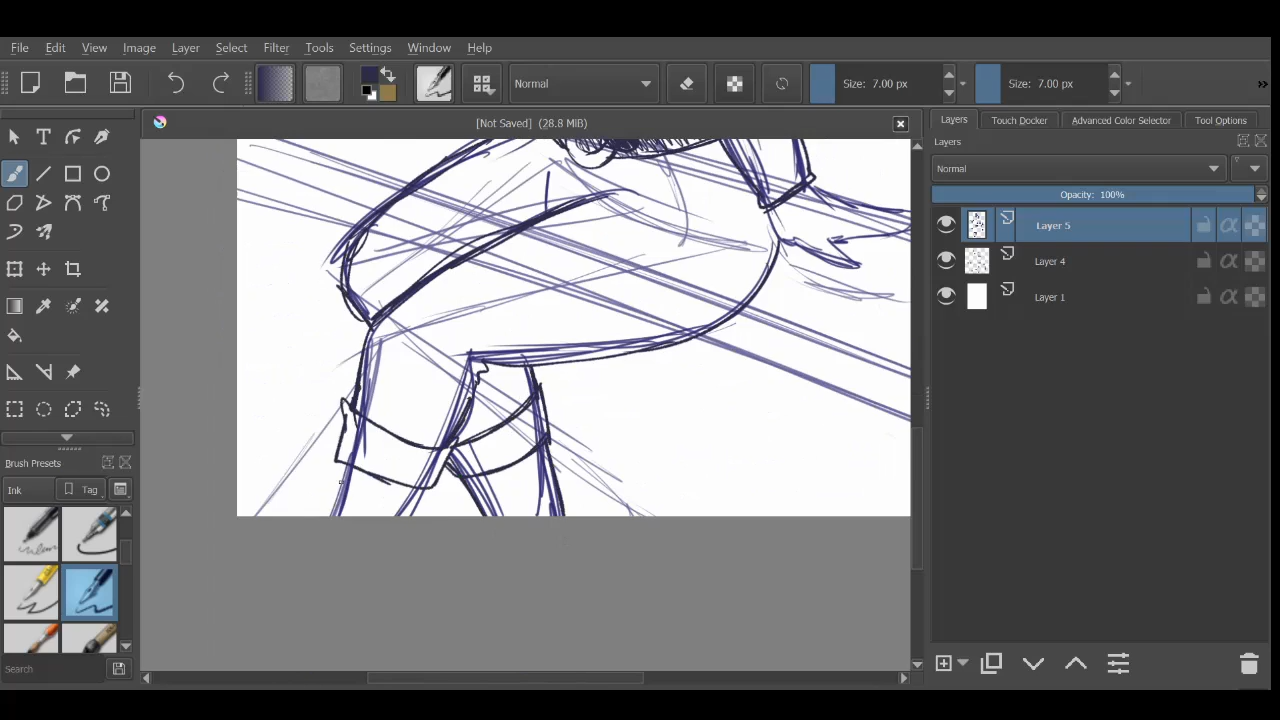 File Edit View Image Layer Select Filter Tools Settings Window Help
Normal Size: 7.00 px Size: 7.00 px »
[Not Saved] (28.8 MiB)
Layers Touch Docker Advanced Color Selector Tool Options
Layers
Normal
Opacity: 100%
Layer 5
Layer 4
Layer 1
Brush Presets
Ink Tag
Search